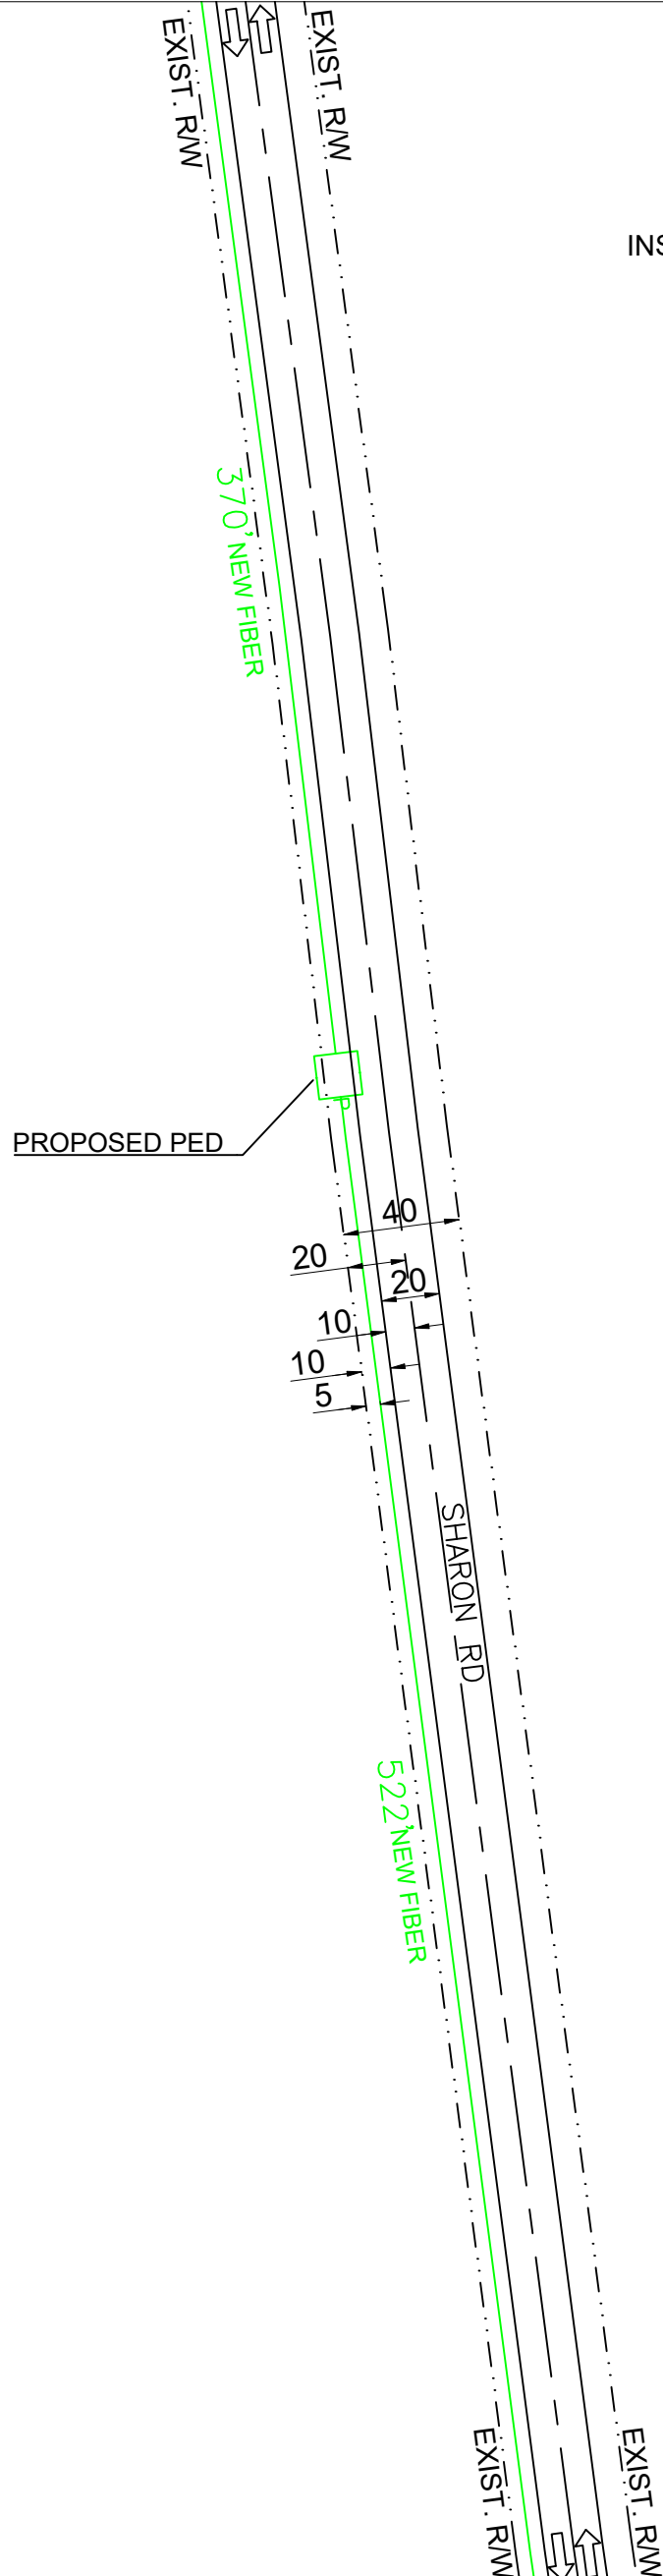 EXIST. R/W
EXIST. R/W
INS
370' NEW FIBER
P
PROPOSED PED
40
20
20
10
10
5
SHARON RD
522' NEW FIBER
EXIST. R/W
EXIST. R/W